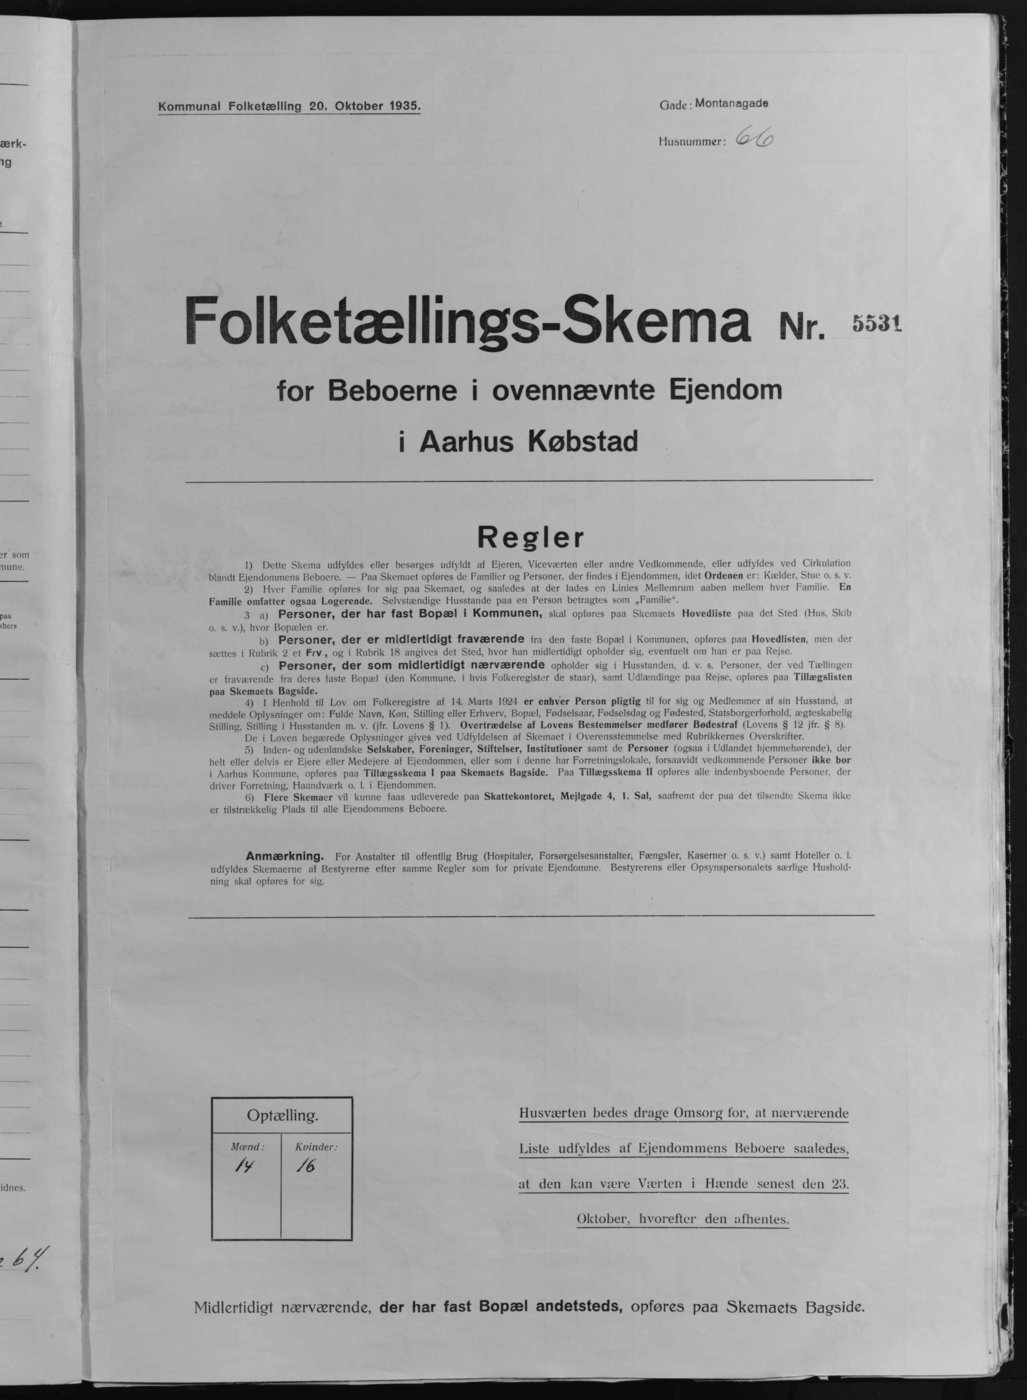 Kommunal Folketælling 20. Oktober 1935.
Gade: Montanagade
Husnummer: 66
Folketællings-Skema Nr. 5531
for Beboerne i ovennævnte Ejendom
i Aarhus Købstad
Regler
1) Dette Skema udfyldes eller besørges udfyldt af Ejeren, Viceværten eller andre Vedkommende, eller udfyldes ved Cirkulation
blandt Ejendommens Beboere. — Paa Skemaet opføres de Familier og Personer, der findes i Ejendommen, idet Ordenen er: Kælder, Stue o. s. v.
2) Hver Familie opføres for sig paa Skemaet, og saaledes at der lades en Linies Mellemrum aaben mellem hver Familie. En
Familie omfatter ogsaa Logerende. Selvstændige Husstande paa en Person betragtes som „Familie".
3 a) Personer, der har fast Bopæl i Kommunen, skal opføres paa Skemaets Hovedliste paa det Sted (Hus, Skib
o. s. v.), hvor Bopælen er.
b) Personer, der er midlertidigt fraværende fra den faste Bopæl i Kommunen, opføres paa Hovedlisten, men der
sættes i Rubrik 2 et Frv, og i Rubrik 18 angives det Sted, hvor han midlertidigt opholder sig, eventuelt om han er paa Rejse.
c) Personer, der som midlertidigt nærværende opholder sig i Husstanden, d. v. s. Personer, der ved Tællingen
er fraværende fra deres faste Bopæl (den Kommune, i hvis Folkeregister de staar), samt Udlændinge paa Rejse, opføres paa Tillægslisten
paa Skemaets Bagside.
4) I Henhold til Lov om Folkeregistre af 14. Marts 1924 er enhver Person pligtig til for sig og Medlemmer af sin Husstand, at
meddele Oplysninger om: Fulde Navn, Køn, Stilling eller Erhverv, Bopæl, Fødselsaar, Fødselsdag og Fødested, Statsborgerforhold, ægteskabelig
Stilling, Stilling i Husstanden m. v. (jfr. Lovens § 1). Overtrædelse af Lovens Bestemmelser medfører Bødestraf (Lovens § 12 jfr. § 8).
De i Loven begærede Oplysninger gives ved Udfyldelsen af Skemaet i Overensstemmelse med Rubrikkernes Overskrifter.
5) Inden- og udenlandske Selskaber, Foreninger, Stiftelser, Institutioner samt de Personer (ogsaa i Udlandet hjemmehørende), der
helt eller delvis er Ejere eller Medejere af Ejendommen, eller som i denne har Forretningslokale, forsaavidt vedkommende Personer ikke bor
i Aarhus Kommune, opføres paa Tillægsskema I paa Skemaets Bagside. Paa Tillægsskema II opføres alle indenbysboende Personer, der
driver Forretning, Haandværk o. l. i Ejendommen.
6) Flere Skemaer vil kunne faas udleverede paa Skattekontoret, Mejlgade 4, 1. Sal, saafremt der paa det tilsendte Skema ikke
er tilstrækkelig Plads til alle Ejendommens Beboere.
Anmærkning. For Anstalter til offentlig Brug (Hospitaler, Forsørgelsesanstalter, Fængsler, Kaserner o. s. v.) samt Hoteller o. l.
udfyldes Skemaerne af Bestyrerne efter samme Regler som for private Ejendomme. Bestyrerens eller Opsynspersonalets særlige Hushold-
ning skal opføres for sig.
Optælling.
Mænd: Kvinder:
14 16
Husværten bedes drage Omsorg for, at nærværende
Liste udfyldes af Ejendommens Beboere saaledes,
at den kan være Værten i Hænde senest den 23.
Oktober, hvorefter den afhentes.
Midlertidigt nærværende, der har fast Bopæl andetsteds, opføres paa Skemaets Bagside.
ærk-
er som
mune.
paa
idnes.
64.